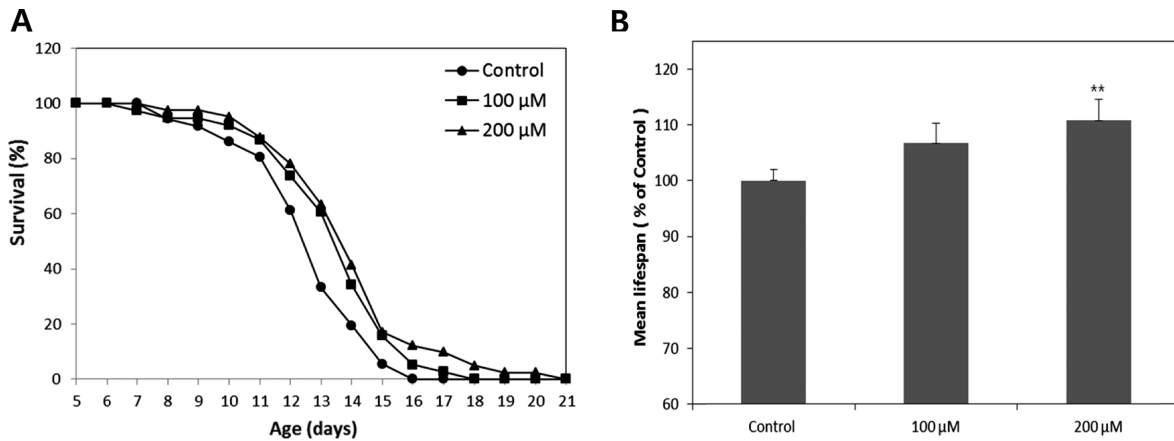 A
120
100
80
60
40
20
0
Survival (%)
5 6 7 8 9 10 11 12 13 14 15 16 17 18 19 20 21
Age (days)
Control
100 µM
200 µM
B
120
110
100
90
80
70
60
Mean lifespan ( % of Control )
**
Control 100 µM 200 µM